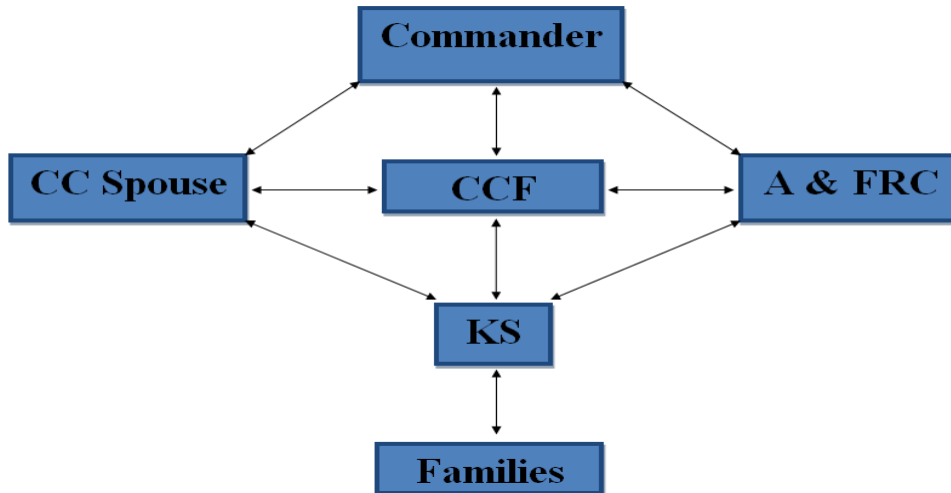 Commander
CC Spouse
CCF
A & FRC
KS
Families